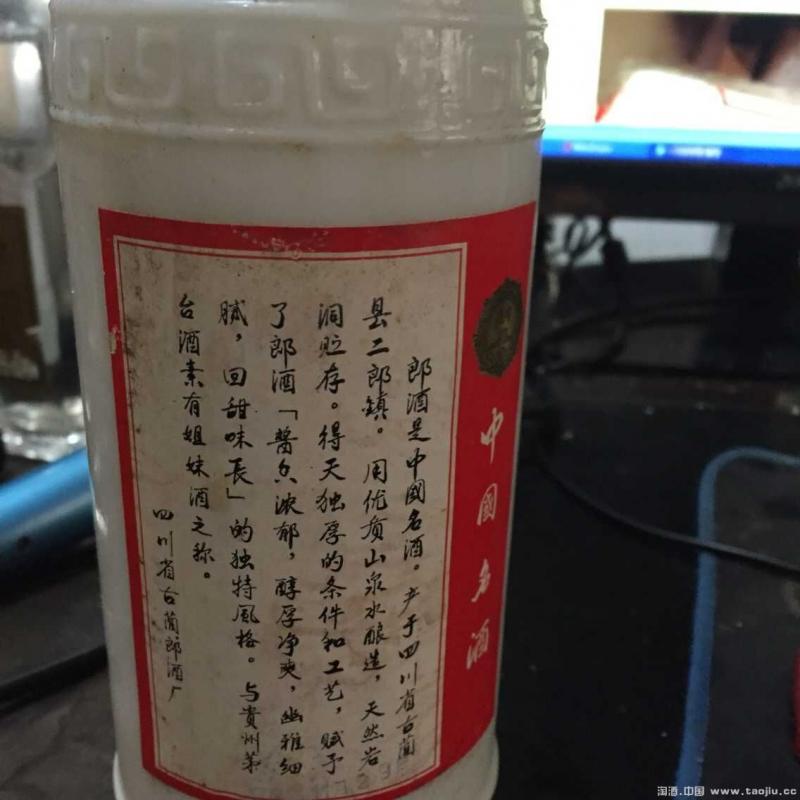 郎酒是中國名酒。产于四川省古蔺
县二郎鎮。用优质山泉水酿造，天然岩
洞贮存。得天独厚的条件和工艺，赋予
了郎酒「醬香浓郁，醇厚净爽，幽雅细
腻，回甜味長」的独特風格。与貴州茅
台酒素有姐妹酒之称。
四川省古蔺郎酒厂
中國名酒
淘酒.中国 www.taojiu.cc